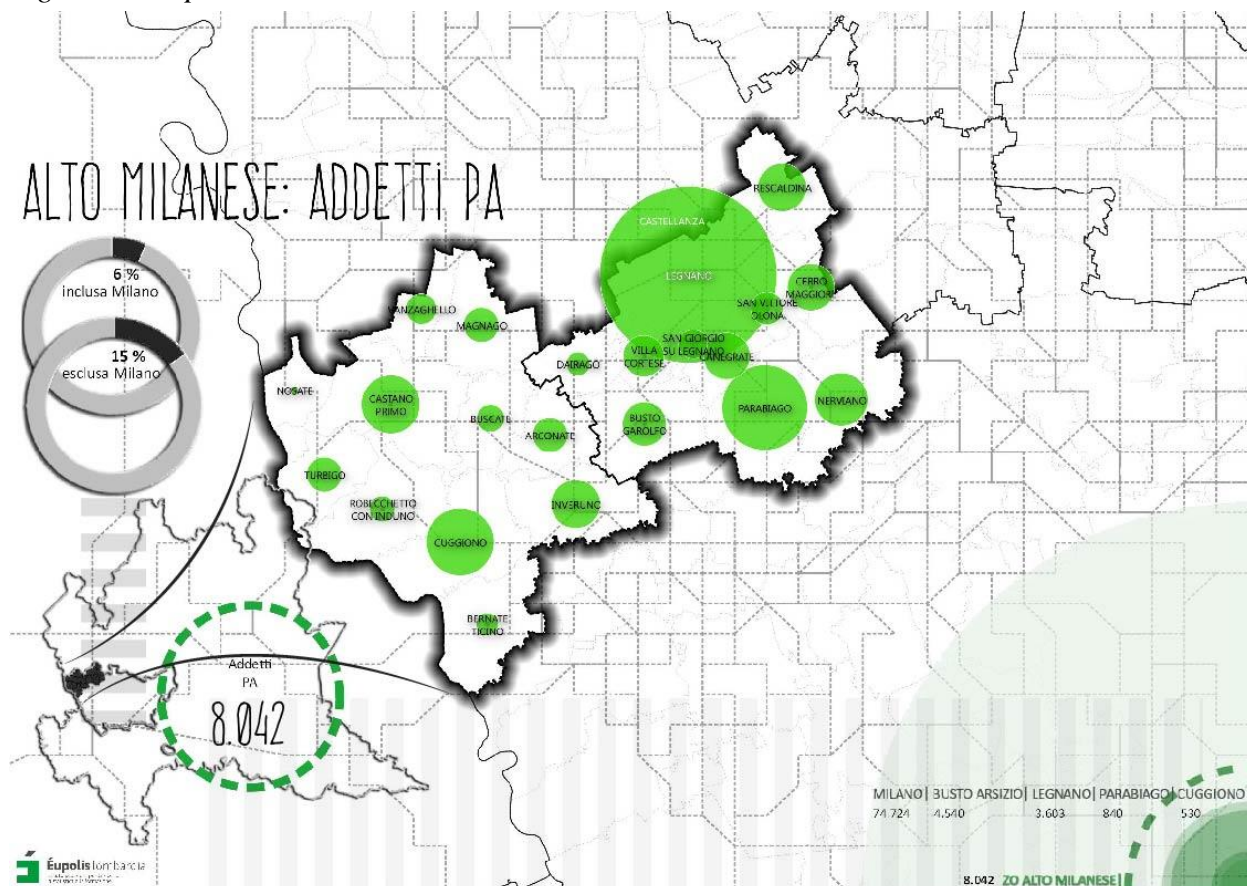 ALTO MILANESE: ADDETTI PA
6 %
inclusa Milano
15 %
esclusa Milano
RESCALDINA
CASTELLANZA
LEGNANO
CERRO
MAGGIORE
SAN VITTORE
OLONA
VANZAGHELLO
MAGNAGO
SAN GIORGIO
SU LEGNANO
CANEGRATE
VILLA
CORTESE
DAIRAGO
NOSATE
CASTANO
PRIMO
BUSCATE
ARCONATE
BUSTO
GAROLFO
PARABIAGO
NERVIANO
TURBIGO
ROBECCHETTO
CON INDUNO
INVERUNO
CUGGIONO
BERNATE
TICINO
Addetti
PA
8.042
MILANO| BUSTO ARSIZIO| LEGNANO| PARABIAGO| CUGGIONO
74.724 4.540 3.603 840 530
8.042 ZO ALTO MILANESE|
Éupolis lombardia